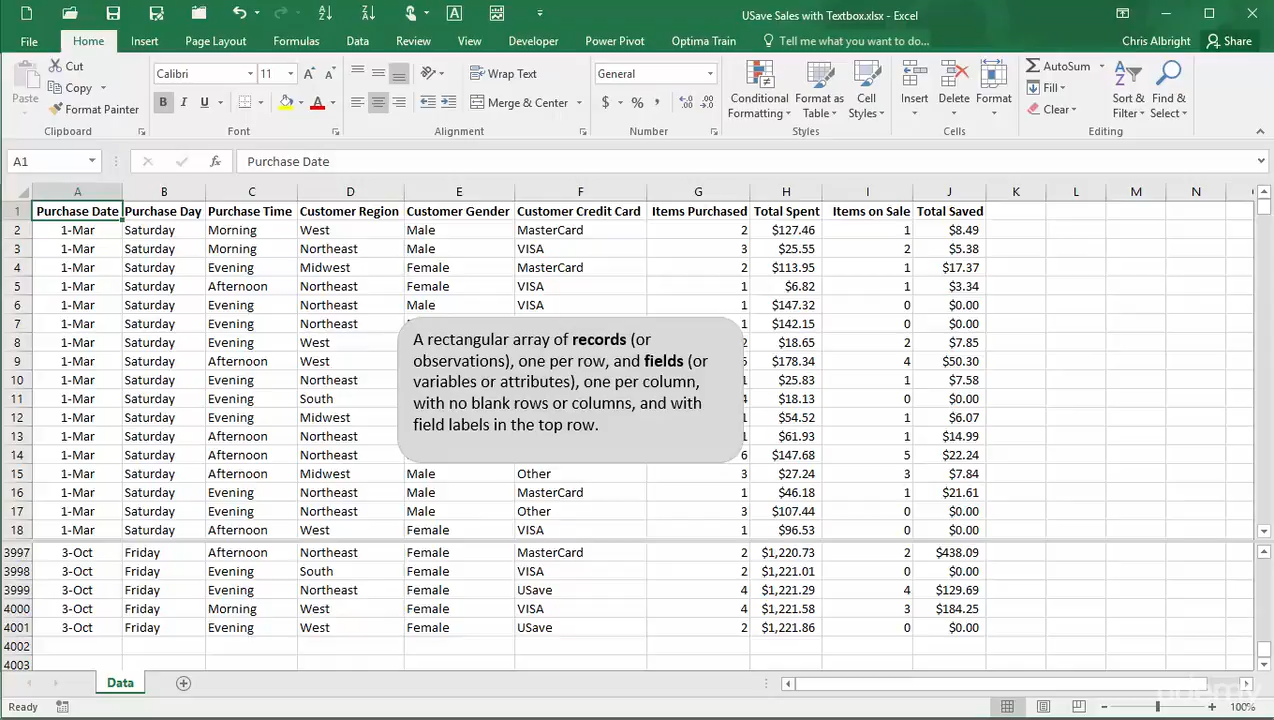 USave Sales with Textbox.xlsx - Excel
File Home Insert Page Layout Formulas Data Review View Developer Power Pivot Optima Train Tell me what you want to do... Chris Albright Share
Paste Cut Copy Format Painter
Calibri 11
B I U A
Wrap Text
Merge & Center
General
$ % ,
Conditional Formatting Format as Table Cell Styles
Insert Delete Format
AutoSum Fill Clear
Sort & Filter Find & Select
Clipboard Font Alignment Number Styles Cells Editing
A1 fx Purchase Date
A B C D E F G H I J K L M N
1 Purchase Date Purchase Day Purchase Time Customer Region Customer Gender Customer Credit Card Items Purchased Total Spent Items on Sale Total Saved
2 1-Mar Saturday Morning West Male MasterCard 2 $127.46 1 $8.49
3 1-Mar Saturday Morning Northeast Male VISA 3 $25.55 2 $5.38
4 1-Mar Saturday Evening Midwest Female MasterCard 2 $113.95 1 $17.37
5 1-Mar Saturday Afternoon Northeast Female VISA 1 $6.82 1 $3.34
6 1-Mar Saturday Evening Northeast Male VISA 1 $147.32 0 $0.00
7 1-Mar Saturday Evening Northeast 1 $142.15 0 $0.00
8 1-Mar Saturday Evening West 2 $18.65 2 $7.85
9 1-Mar Saturday Afternoon West $178.34 4 $50.30
10 1-Mar Saturday Evening Northeast 1 $25.83 1 $7.58
11 1-Mar Saturday Evening South 4 $18.13 0 $0.00
12 1-Mar Saturday Evening Midwest 1 $54.52 1 $6.07
13 1-Mar Saturday Afternoon Northeast 1 $61.93 1 $14.99
14 1-Mar Saturday Afternoon Northeast 6 $147.68 5 $22.24
A rectangular array of records (or
observations), one per row, and fields (or
variables or attributes), one per column,
with no blank rows or columns, and with
field labels in the top row.
15 1-Mar Saturday Afternoon Midwest Male Other 3 $27.24 3 $7.84
16 1-Mar Saturday Evening Northeast Male MasterCard 1 $46.18 1 $21.61
17 1-Mar Saturday Evening Northeast Male Other 3 $107.44 0 $0.00
18 1-Mar Saturday Afternoon West Female VISA 1 $96.53 0 $0.00
3997 3-Oct Friday Afternoon Northeast Female MasterCard 2 $1,220.73 2 $438.09
3998 3-Oct Friday Evening South Female VISA 2 $1,221.01 0 $0.00
3999 3-Oct Friday Evening Northeast Female USave 4 $1,221.29 4 $129.69
4000 3-Oct Friday Morning West Female VISA 4 $1,221.58 3 $184.25
4001 3-Oct Friday Evening West Female USave 2 $1,221.86 0 $0.00
4002
4003
Data
Ready 100%
udemy